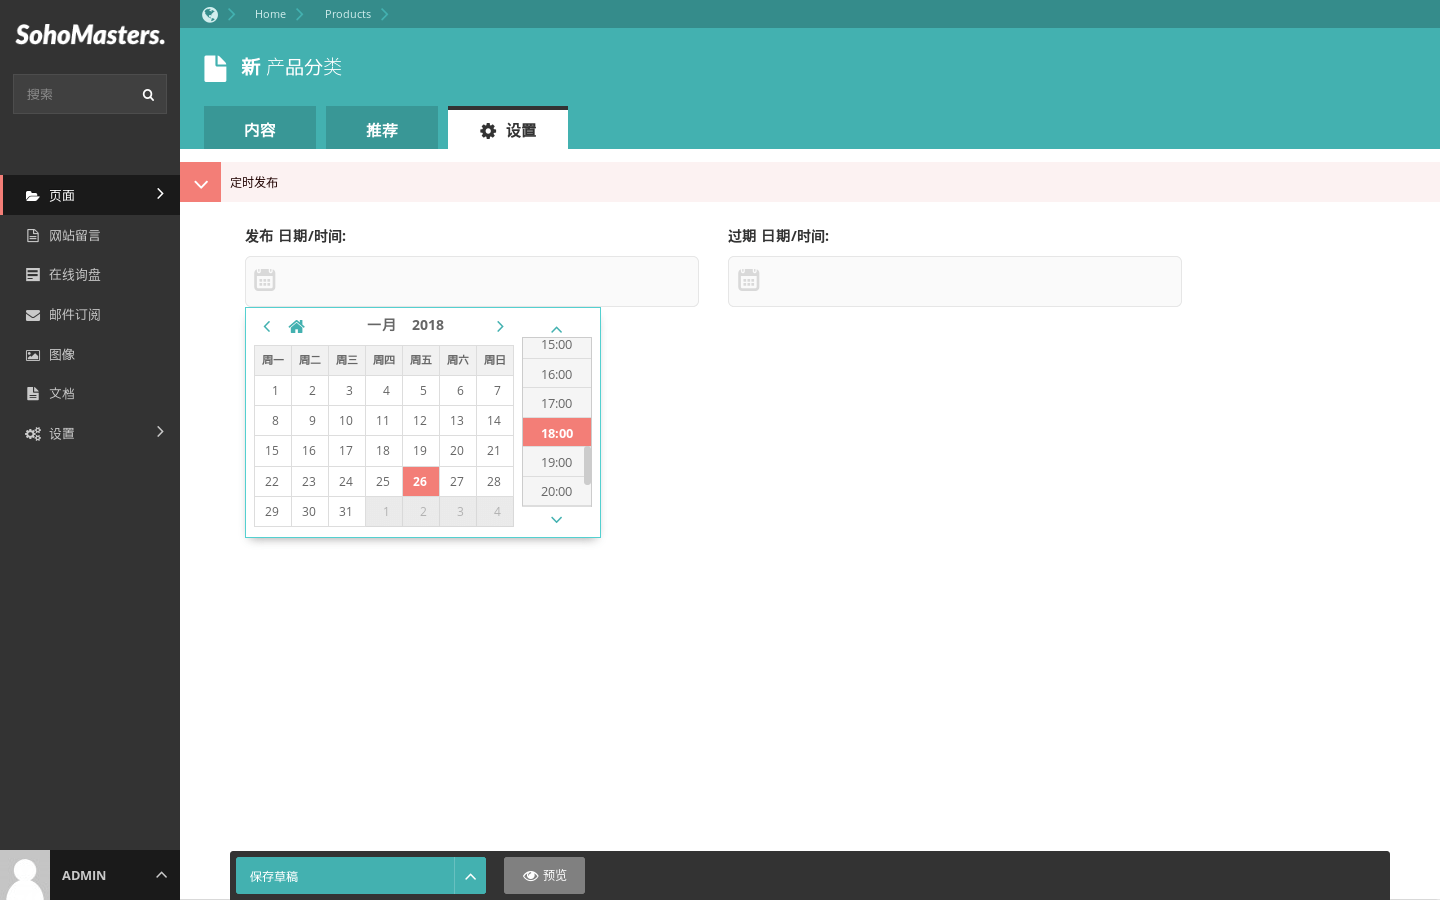 SohoMasters.
搜索
页面
网站留言
在线询盘
邮件订阅
图像
文档
设置
ADMIN
Home Products
新 产品分类
内容 推荐 设置
定时发布
发布 日期/时间: 过期 日期/时间:
一月 2018
周一 周二 周三 周四 周五 周六 周日
1 2 3 4 5 6 7
8 9 10 11 12 13 14
15 16 17 18 19 20 21
22 23 24 25 26 27 28
29 30 31 1 2 3 4
15:00
16:00
17:00
18:00
19:00
20:00
保存草稿 预览